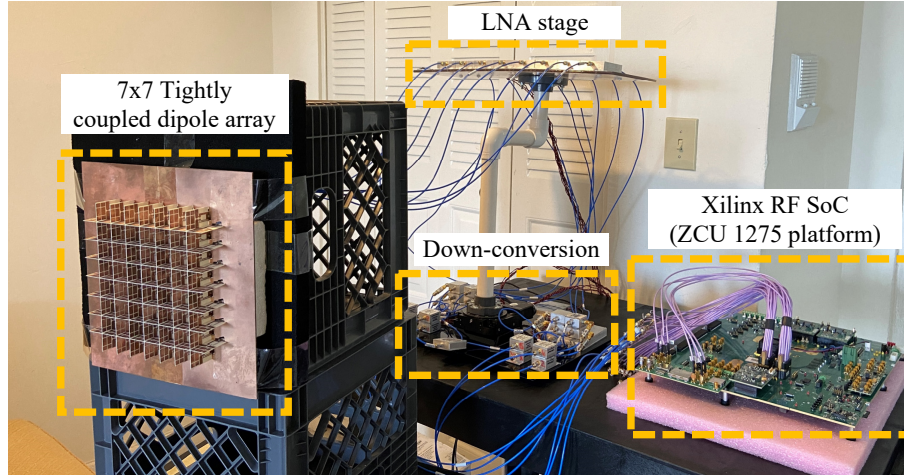 LNA stage
7x7 Tightly
coupled dipole array
Xilinx RF SoC
(ZCU 1275 platform)
Down-conversion